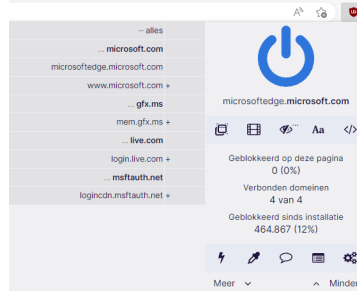 – alles
... microsoft.com
microsoftedge.microsoft.com
www.microsoft.com +
... gfx.ms
mem.gfx.ms +
... live.com
login.live.com +
... msftauth.net
logincdn.msftauth.net +
microsoftedge.microsoft.com
Aa </>
Geblokkeerd op deze pagina
0 (0%)
Verbonden domeinen
4 van 4
Geblokkeerd sinds installatie
464.867 (12%)
Meer Minder